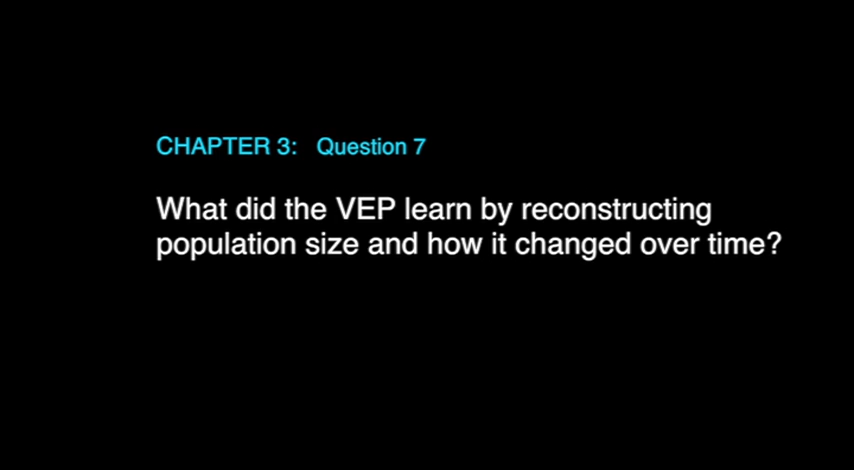 CHAPTER 3: Question 7
What did the VEP learn by reconstructing
population size and how it changed over time?